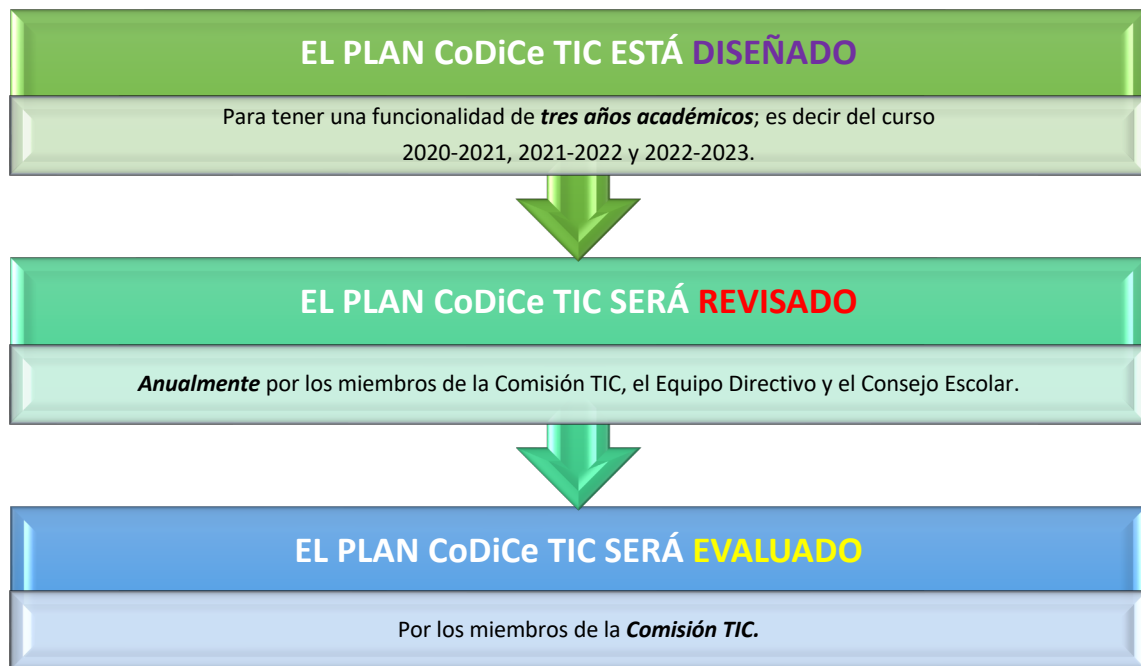 EL PLAN CoDiCe TIC ESTÁ DISEÑADO
Para tener una funcionalidad de tres años académicos; es decir del curso
2020-2021, 2021-2022 y 2022-2023.
EL PLAN CoDiCe TIC SERÁ REVISADO
Anualmente por los miembros de la Comisión TIC, el Equipo Directivo y el Consejo Escolar.
EL PLAN CoDiCe TIC SERÁ EVALUADO
Por los miembros de la Comisión TIC.